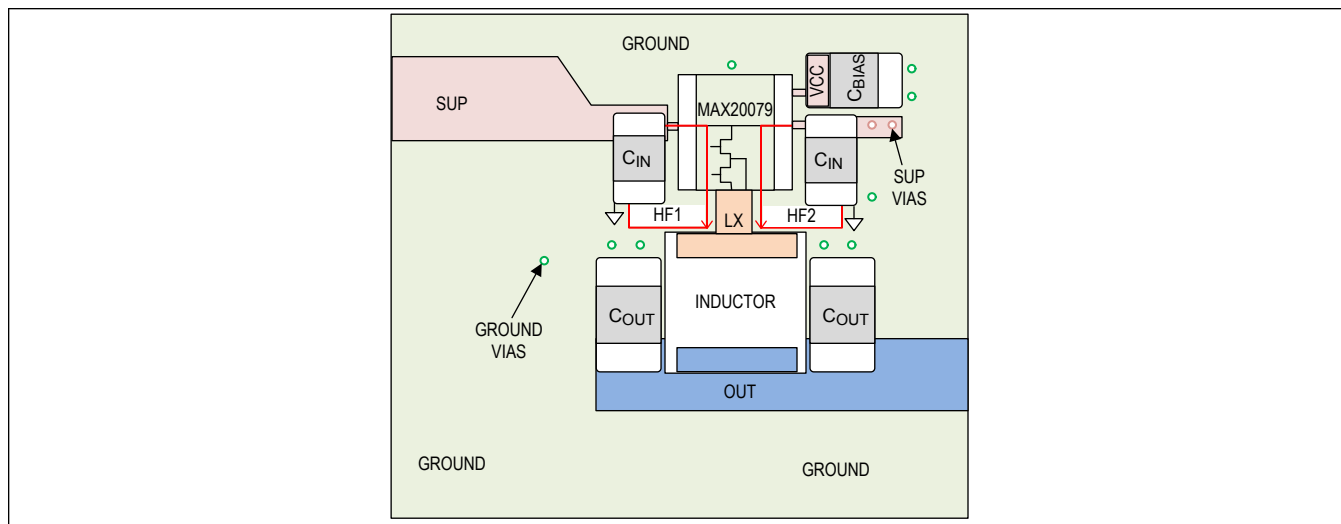 GROUND
SUP
MAX20079
VCC
CBIAS
CIN
CIN
SUP
VIAS
HF1
LX
HF2
INDUCTOR
COUT
COUT
GROUND
VIAS
OUT
GROUND
GROUND